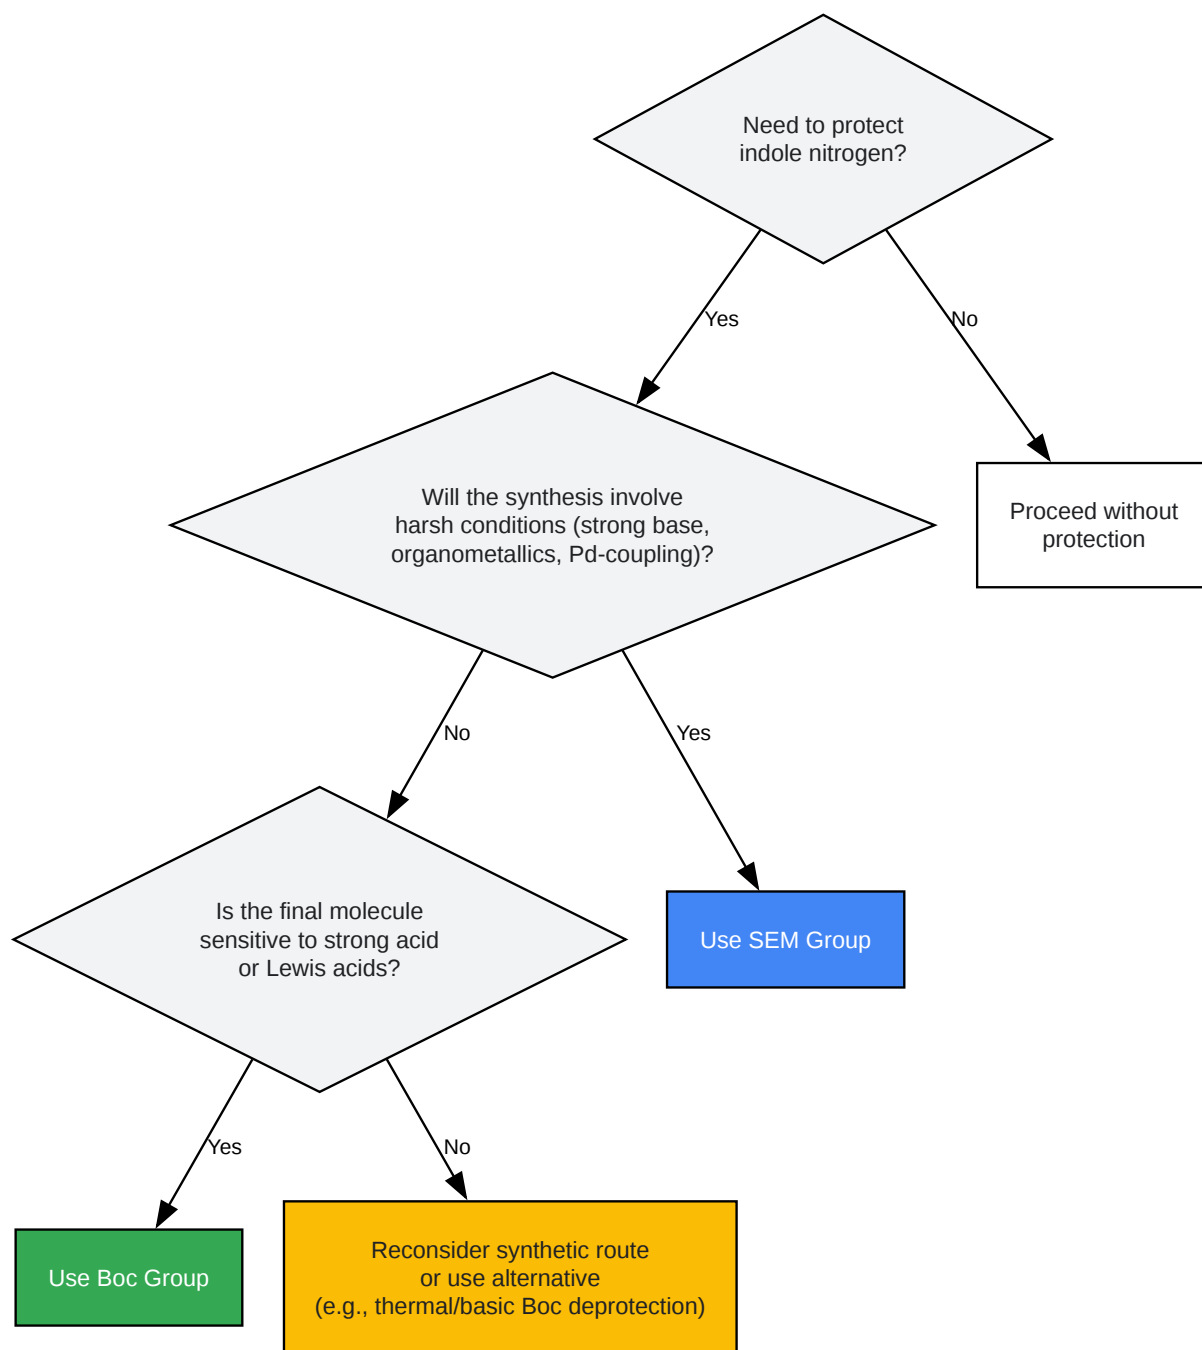 Need to protect
indole nitrogen?
Yes
No
Will the synthesis involve
harsh conditions (strong base,
organometallics, Pd-coupling)?
Proceed without
protection
No
Yes
Is the final molecule
sensitive to strong acid
or Lewis acids?
Use SEM Group
Yes
No
Use Boc Group
Reconsider synthetic route
or use alternative
(e.g., thermal/basic Boc deprotection)